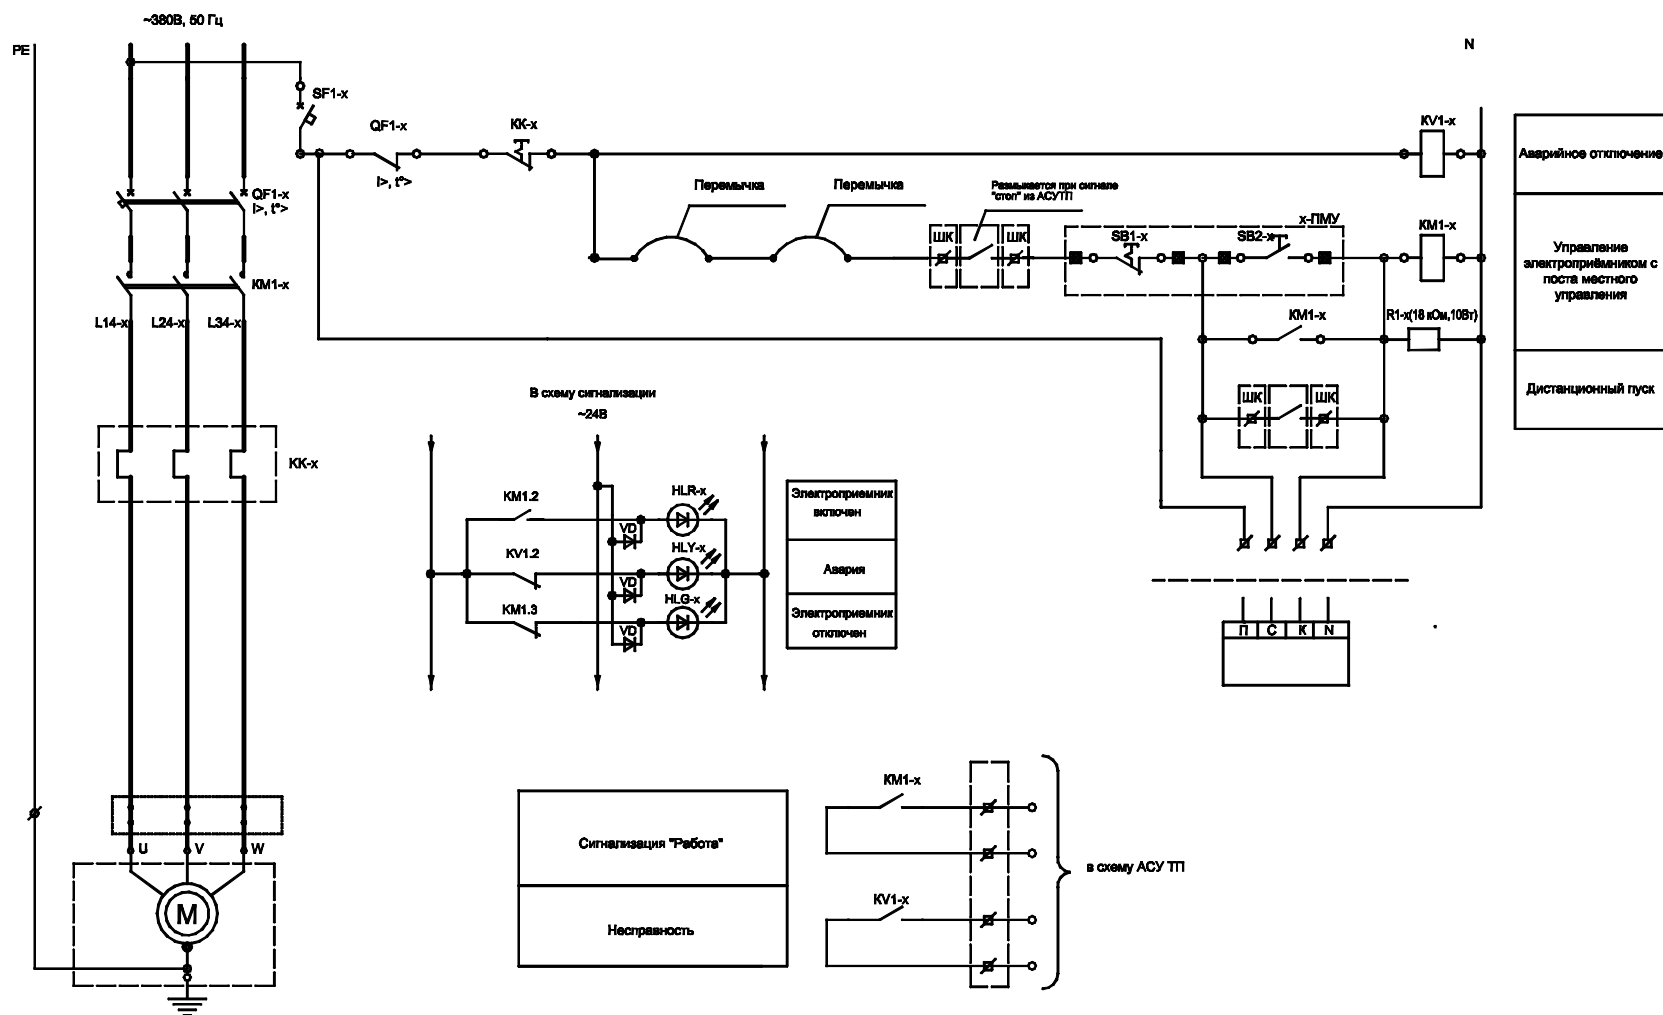 ~380В, 50 Гц
PE
N
SF1-x
QF1-x
I>, t°>
КК-х
KV1-x
Аварийное отключение
QF1-x
I>, t°>
Перемычка
Перемычка
Размыкается при сигнале
"стоп" из АСУТП
ШК
ШК
х-ПМУ
SB1-x
SB2-x
КМ1-х
Управление
электроприёмником с
поста местного
управления
КМ1-х
L14-x
L24-x
L34-x
КМ1-х
R1-x(18 кОм,10Вт)
Дистанционный пуск
ШК
ШК
В схему сигнализации
~24В
КК-х
КМ1.2
VD
HLR-x
Электроприемник
включен
KV1.2
VD
HLY-x
Авария
КМ1.3
VD
HLG-x
Электроприемник
отключен
П
С
К
N
Сигнализация "Работа"
Несправность
КМ1-х
KV1-x
в схему АСУ ТП
U
V
W
M